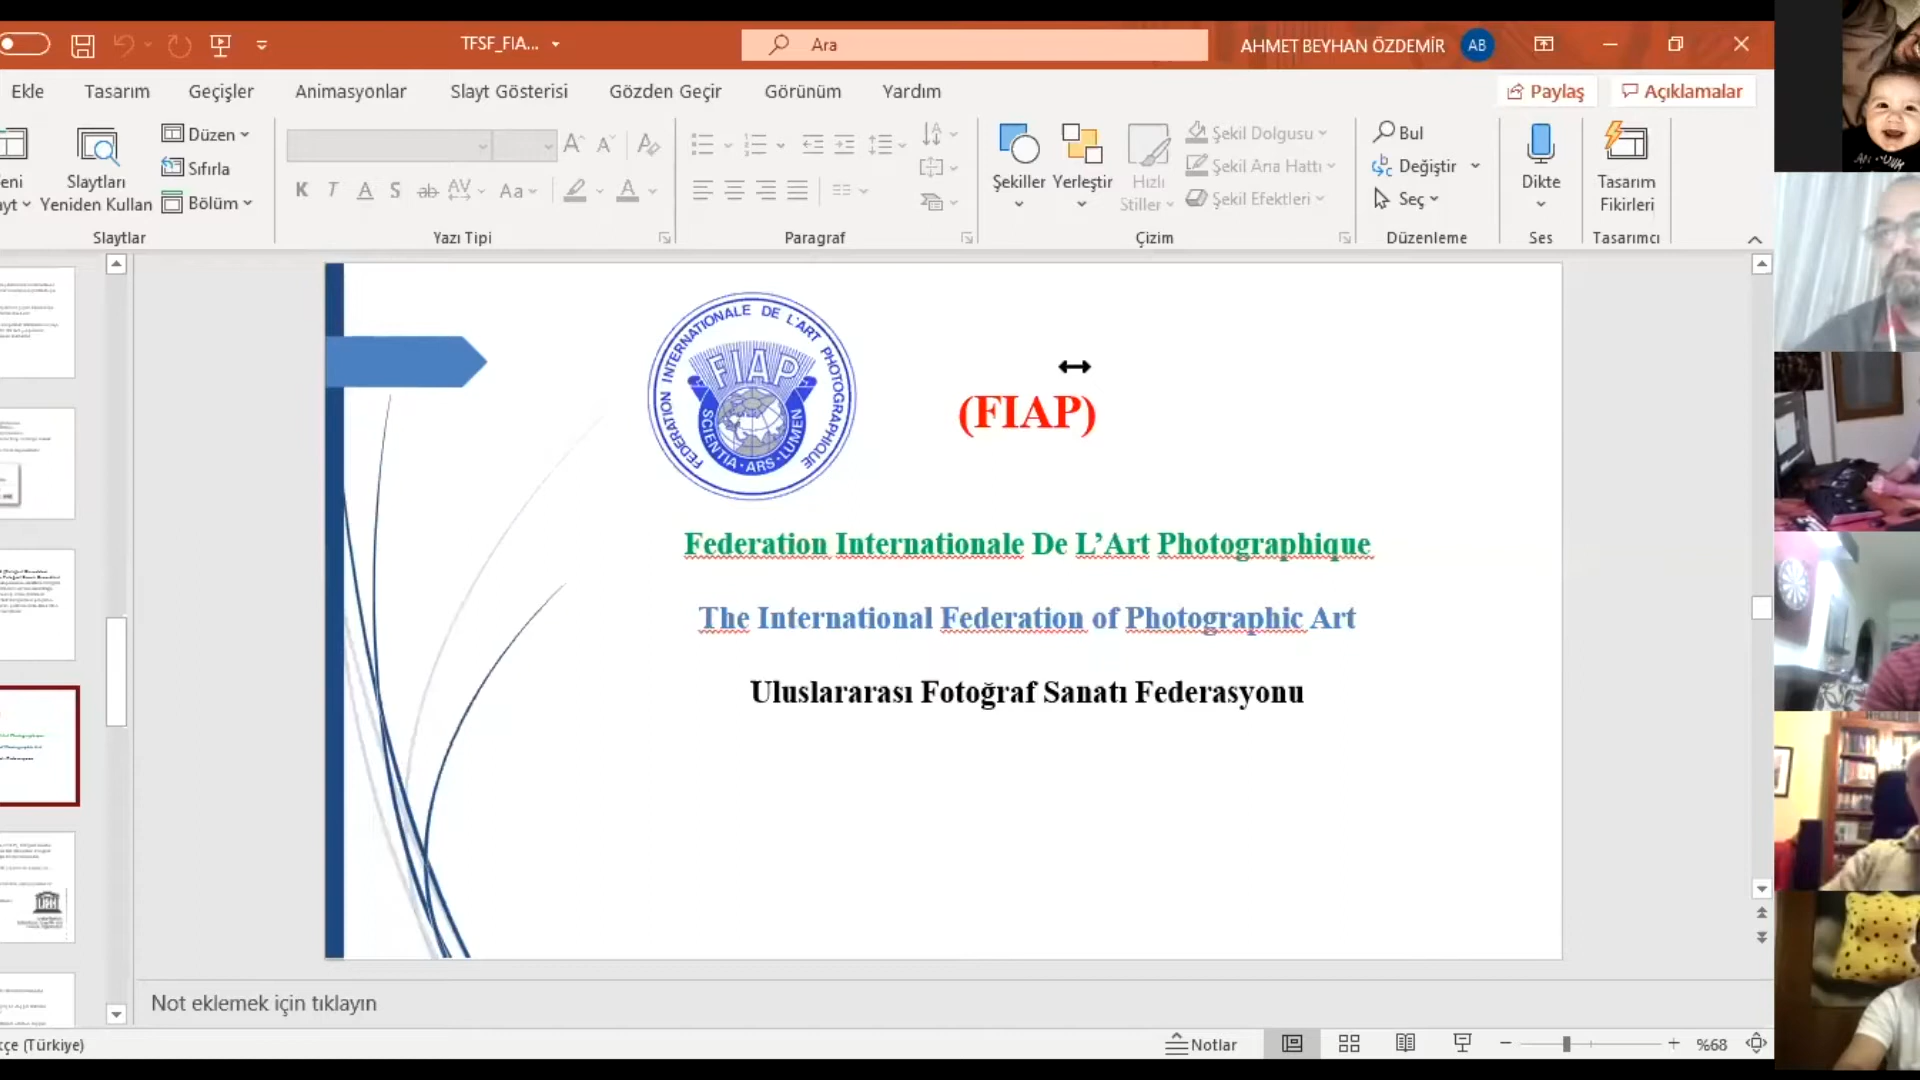 TFSF_FIA...
Ara
AHMET BEYHAN ÖZDEMİR
AB
Ekle
Tasarım
Geçişler
Animasyonlar
Slayt Gösterisi
Gözden Geçir
Görünüm
Yardım
Paylaş
Açıklamalar
Slaytları
Yeniden Kullan
Düzen
Sıfırla
Bölüm
Slaytlar
K T A S ab AV Aa A
Yazı Tipi
Paragraf
Şekiller
Yerleştir
Hızlı
Stiller
Şekil Dolgusu
Şekil Ana Hattı
Şekil Efektleri
Çizim
Bul
Değiştir
Seç
Düzenleme
Dikte
Ses
Tasarım
Fikirleri
Tasarımcı
FEDERATION INTERNATIONALE DE L'ART PHOTOGRAPHIQUE
FIAP
SCIENTIA · ARS · LUMEN
(FIAP)
Federation Internationale De L’Art Photographique
The International Federation of Photographic Art
Uluslararası Fotoğraf Sanatı Federasyonu
Not eklemek için tıklayın
(Türkiye)
Notlar
%68